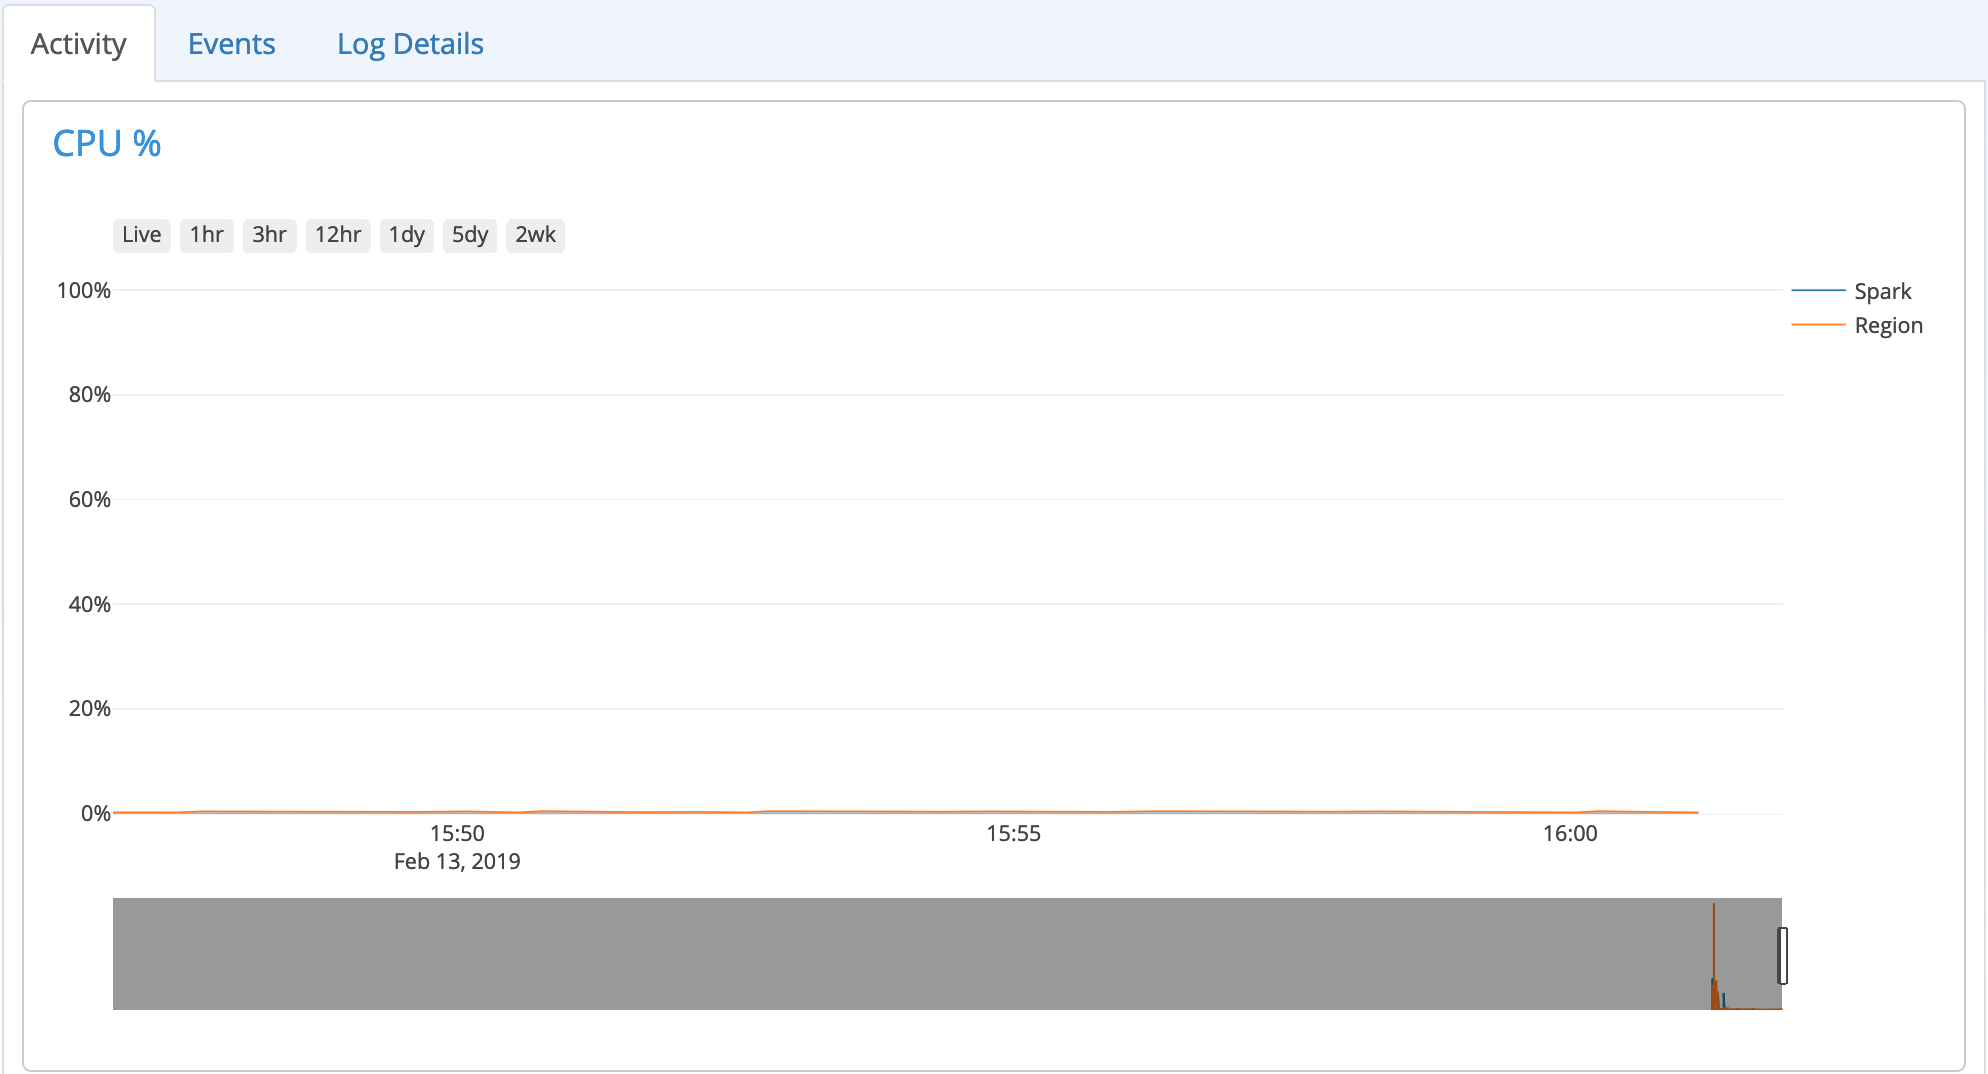 Activity Events Log Details
CPU %
Live 1hr 3hr 12hr 1dy 5dy 2wk
100%
80%
60%
40%
20%
0%
Spark
Region
15:50 15:55 16:00
Feb 13, 2019